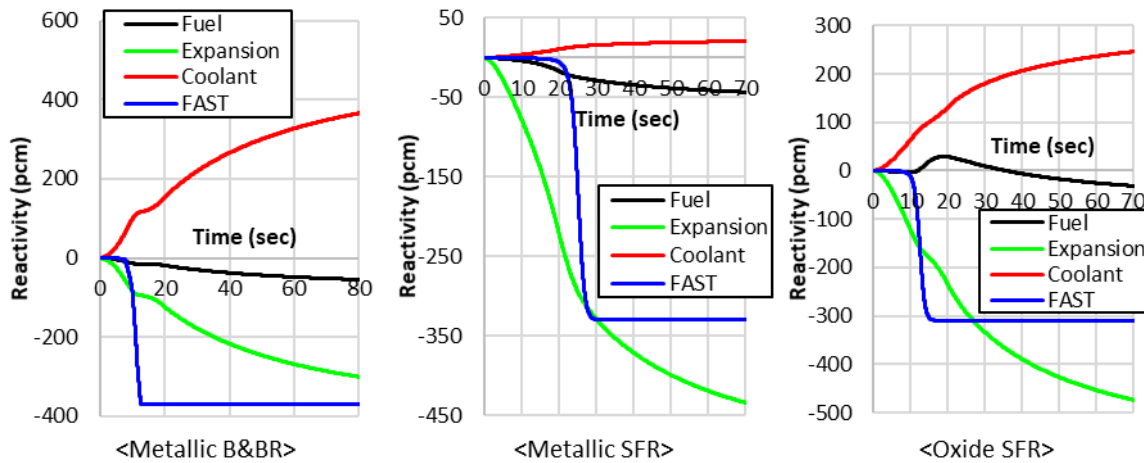 600
400
200
0
-200
-400
Reactivity (pcm)
Fuel
Expansion
Coolant
FAST
Time (sec)
0 20 40 60 80
<Metallic B&BR>
50
-50
-150
-250
-350
-450
Reactivity (pcm)
0 10 20 30 40 50 60 70
Time (sec)
Fuel
Expansion
Coolant
FAST
<Metallic SFR>
300
200
100
0
-100
-200
-300
-400
-500
Reactivity (pcm)
Time (sec)
0 10 20 30 40 50 60 70
Fuel
Expansion
Coolant
FAST
<Oxide SFR>